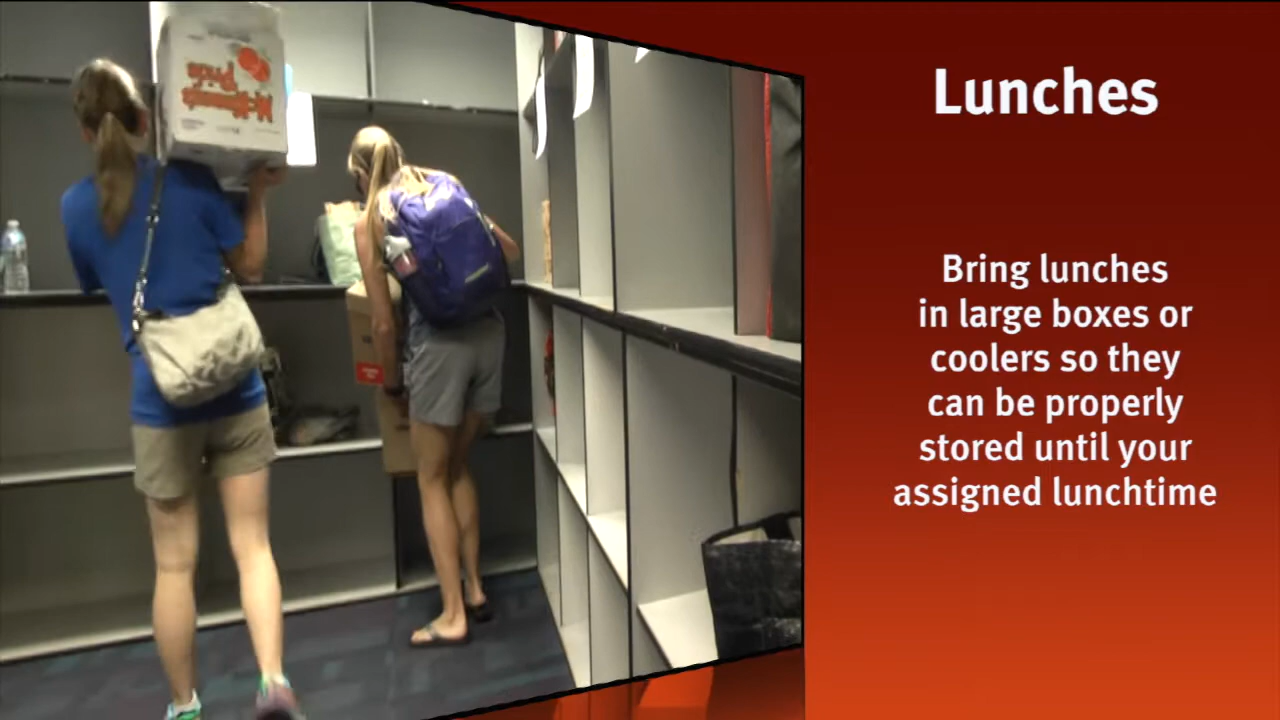 Lunches
Bring lunches
in large boxes or
coolers so they
can be properly
stored until your
assigned lunchtime